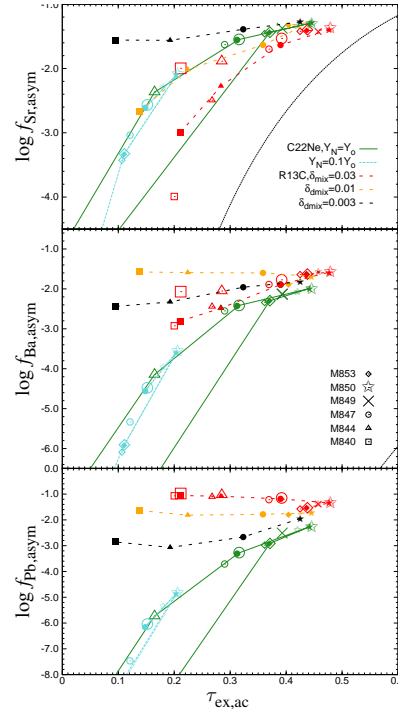 -1.0
-2.0
-3.0
-4.0
log f_Sr,asym
C22Ne,Y_N=Y_o
Y_N=0.1Y_o
R13C,δ_dmix=0.03
δ_dmix=0.01
δ_dmix=0.003
-1.0
-2.0
-3.0
-4.0
-5.0
-6.0
log f_Ba,asym
M853
M850
M849
M847
M844
M840
0.0
-1.0
-2.0
-3.0
-4.0
-5.0
-6.0
-7.0
-8.0
log f_Pb,asym
0 0.1 0.2 0.3 0.4 0.5 0.6
τ_ex,ac